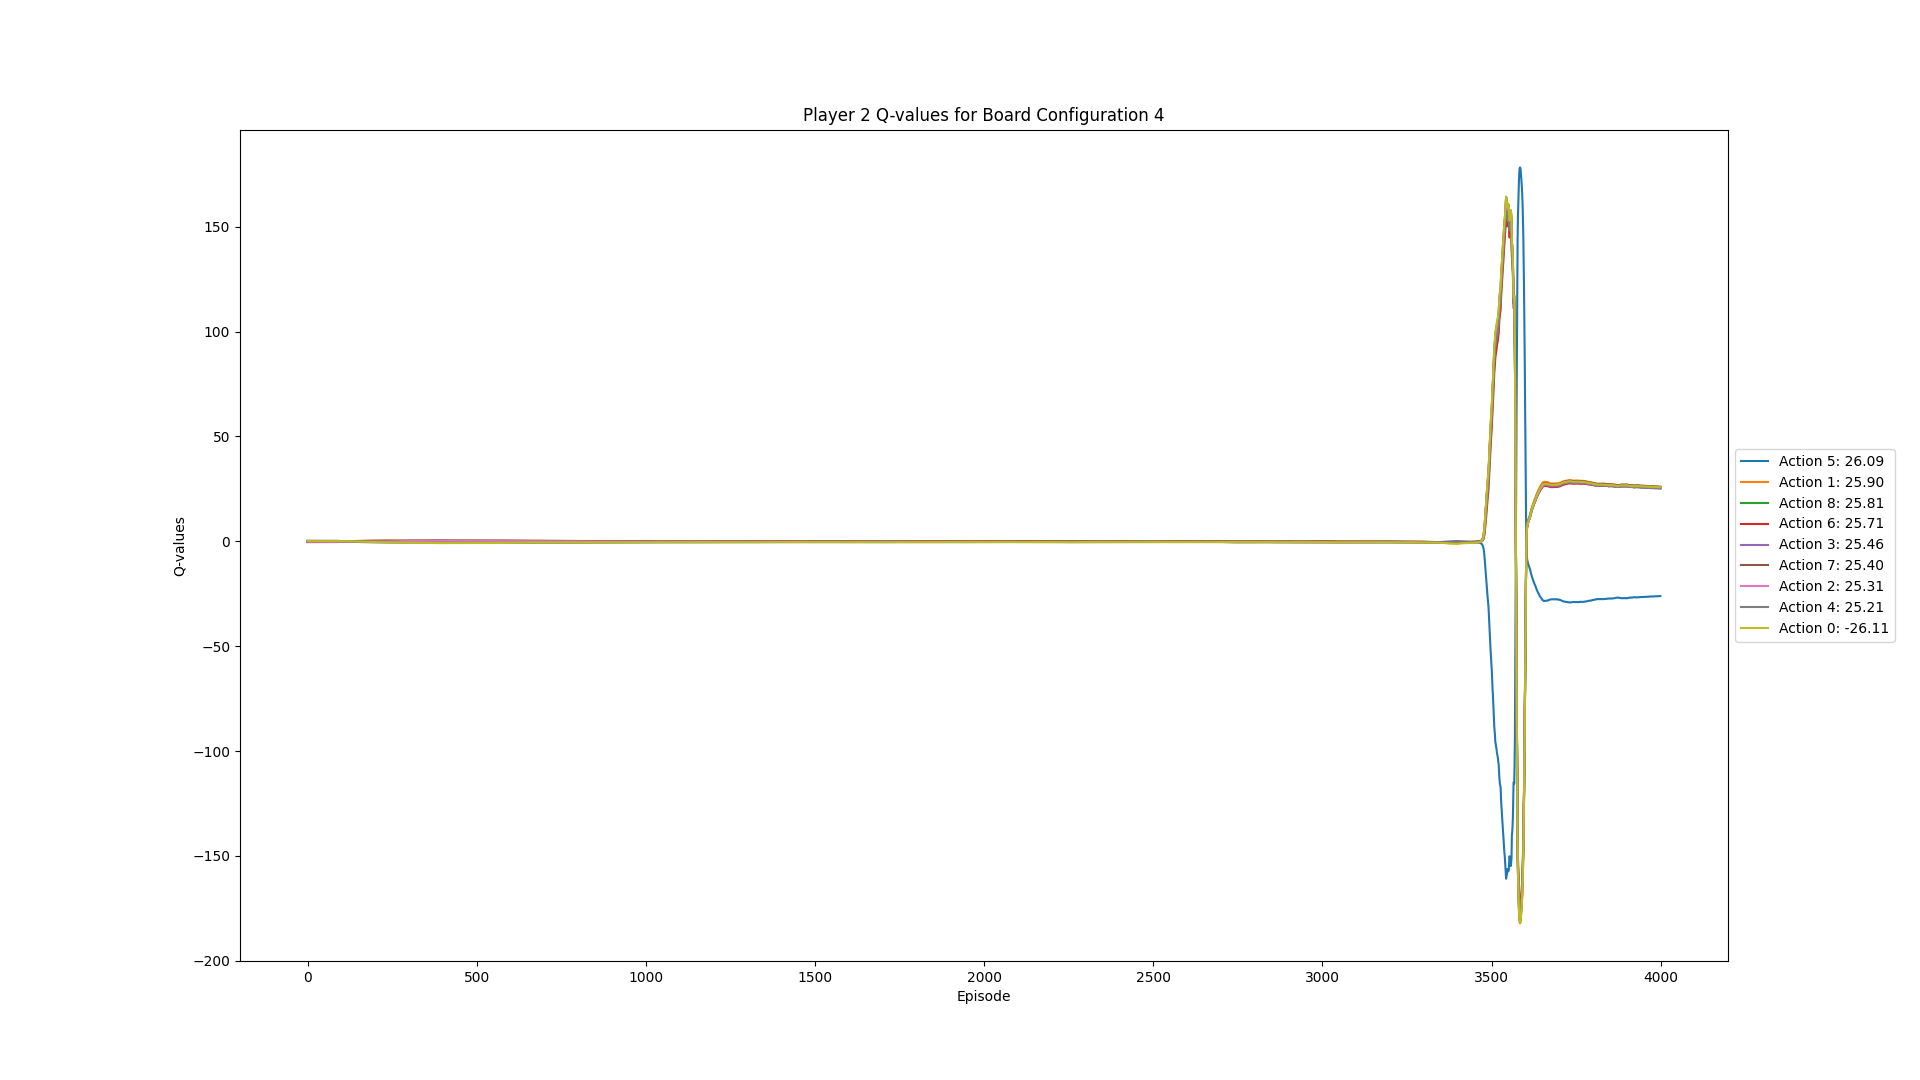 Player 2 Q-values for Board Configuration 4
150
100
50
0
−50
−100
−150
−200
Q-values
0 500 1000 1500 2000 2500 3000 3500 4000
Episode
Action 5: 26.09
Action 1: 25.90
Action 8: 25.81
Action 6: 25.71
Action 3: 25.46
Action 7: 25.40
Action 2: 25.31
Action 4: 25.21
Action 0: -26.11